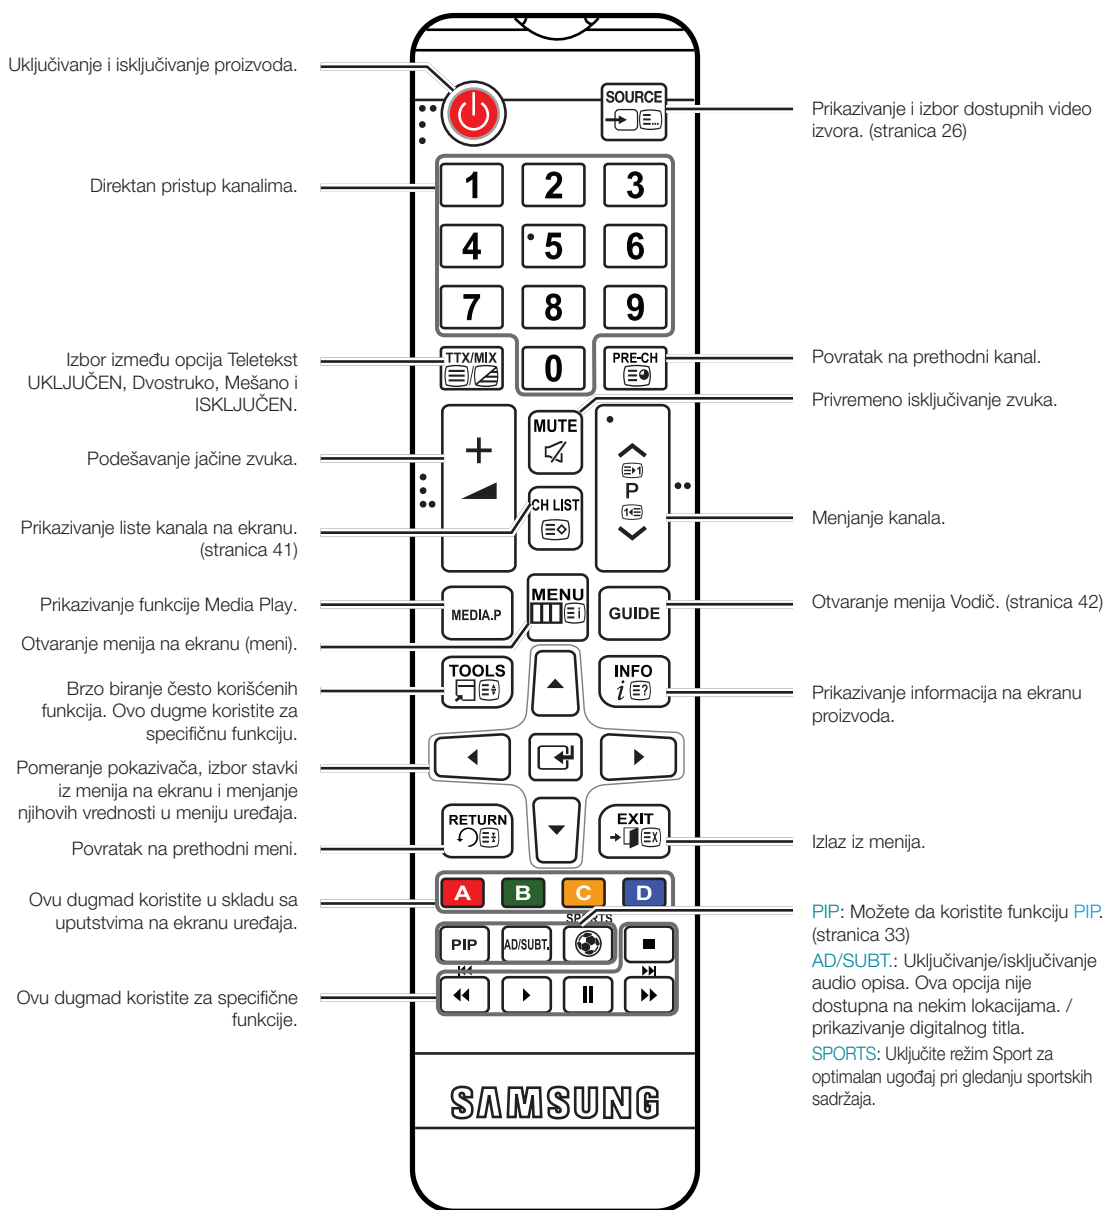 Uključivanje i isključivanje proizvoda.
SOURCE
Prikazivanje i izbor dostupnih video
izvora. (stranica 26)
Direktan pristup kanalima.
1 2 3
4 5 6
7 8 9
0
TTX/MIX
PRE-CH
Izbor između opcija Teletekst
UKLJUČEN, Dvostruko, Mešano i
ISKLJUČEN.
Povratak na prethodni kanal.
Privremeno isključivanje zvuka.
MUTE
Podešavanje jačine zvuka.
P
CH LIST
Prikazivanje liste kanala na ekranu.
(stranica 41)
Menjanje kanala.
Prikazivanje funkcije Media Play.
MEDIA.P
MENU
GUIDE
Otvaranje menija Vodič. (stranica 42)
Otvaranje menija na ekranu (meni).
TOOLS
INFO
Brzo biranje često korišćenih
funkcija. Ovo dugme koristite za
specifičnu funkciju.
Prikazivanje informacija na ekranu
proizvoda.
Pomeranje pokazivača, izbor stavki
iz menija na ekranu i menjanje
njihovih vrednosti u meniju uređaja.
RETURN
EXIT
Povratak na prethodni meni.
Izlaz iz menija.
Ovu dugmad koristite u skladu sa
uputstvima na ekranu uređaja.
A B C D
SPORTS
PIP AD/SUBT.
PIP: Možete da koristite funkciju PIP.
(stranica 33)
AD/SUBT.: Uključivanje/isključivanje
audio opisa. Ova opcija nije
dostupna na nekim lokacijama. /
prikazivanje digitalnog titla.
SPORTS: Uključite režim Sport za
optimalan ugođaj pri gledanju sportskih
sadržaja.
Ovu dugmad koristite za specifične
funkcije.
SAMSUNG